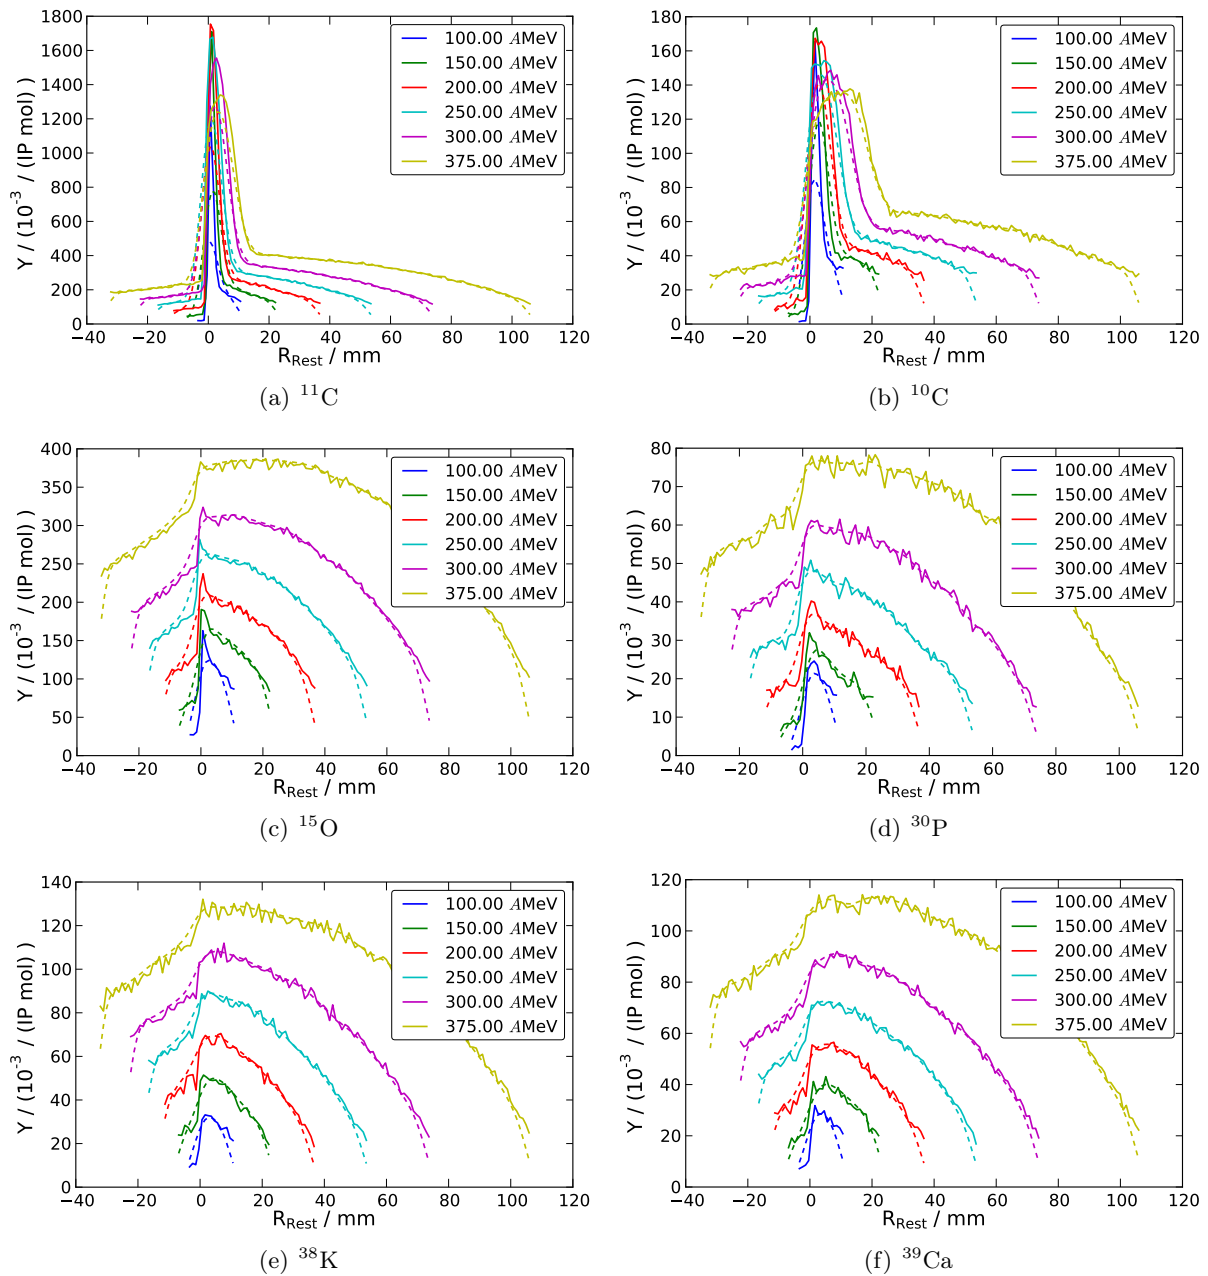 1800
1600
1400
1200
1000
800
600
400
200
0
Y / (10⁻³ / (IP mol) )
−40 −20 0 20 40 60 80 100 120
R_Rest / mm
100.00 AMeV
150.00 AMeV
200.00 AMeV
250.00 AMeV
300.00 AMeV
375.00 AMeV
(a) ¹¹C
180
160
140
120
100
80
60
40
20
0
Y / (10⁻³ / (IP mol) )
−40 −20 0 20 40 60 80 100 120
R_Rest / mm
100.00 AMeV
150.00 AMeV
200.00 AMeV
250.00 AMeV
300.00 AMeV
375.00 AMeV
(b) ¹⁰C
400
350
300
250
200
150
100
50
0
Y / (10⁻³ / (IP mol) )
−40 −20 0 20 40 60 80 100 120
R_Rest / mm
100.00 AMeV
150.00 AMeV
200.00 AMeV
250.00 AMeV
300.00 AMeV
375.00 AMeV
(c) ¹⁵O
80
70
60
50
40
30
20
10
0
Y / (10⁻³ / (IP mol) )
−40 −20 0 20 40 60 80 100 120
R_Rest / mm
100.00 AMeV
150.00 AMeV
200.00 AMeV
250.00 AMeV
300.00 AMeV
375.00 AMeV
(d) ³⁰P
140
120
100
80
60
40
20
0
Y / (10⁻³ / (IP mol) )
−40 −20 0 20 40 60 80 100 120
R_Rest / mm
100.00 AMeV
150.00 AMeV
200.00 AMeV
250.00 AMeV
300.00 AMeV
375.00 AMeV
(e) ³⁸K
120
100
80
60
40
20
0
Y / (10⁻³ / (IP mol) )
−40 −20 0 20 40 60 80 100 120
R_Rest / mm
100.00 AMeV
150.00 AMeV
200.00 AMeV
250.00 AMeV
300.00 AMeV
375.00 AMeV
(f) ³⁹Ca